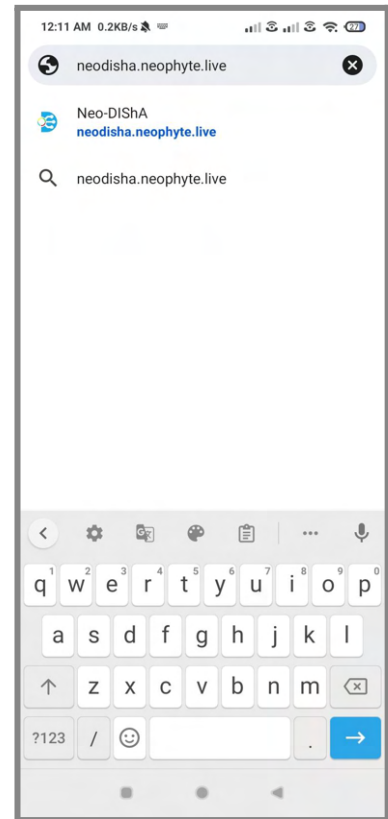 12:11 AM 0.2KB/s 27
neodisha.neophyte.live
Neo-DIShA
neodisha.neophyte.live
neodisha.neophyte.live
G
1 2 3 4 5 6 7 8 9 0
q w e r t y u i o p
a s d f g h j k l
z x c v b n m
?123 / .